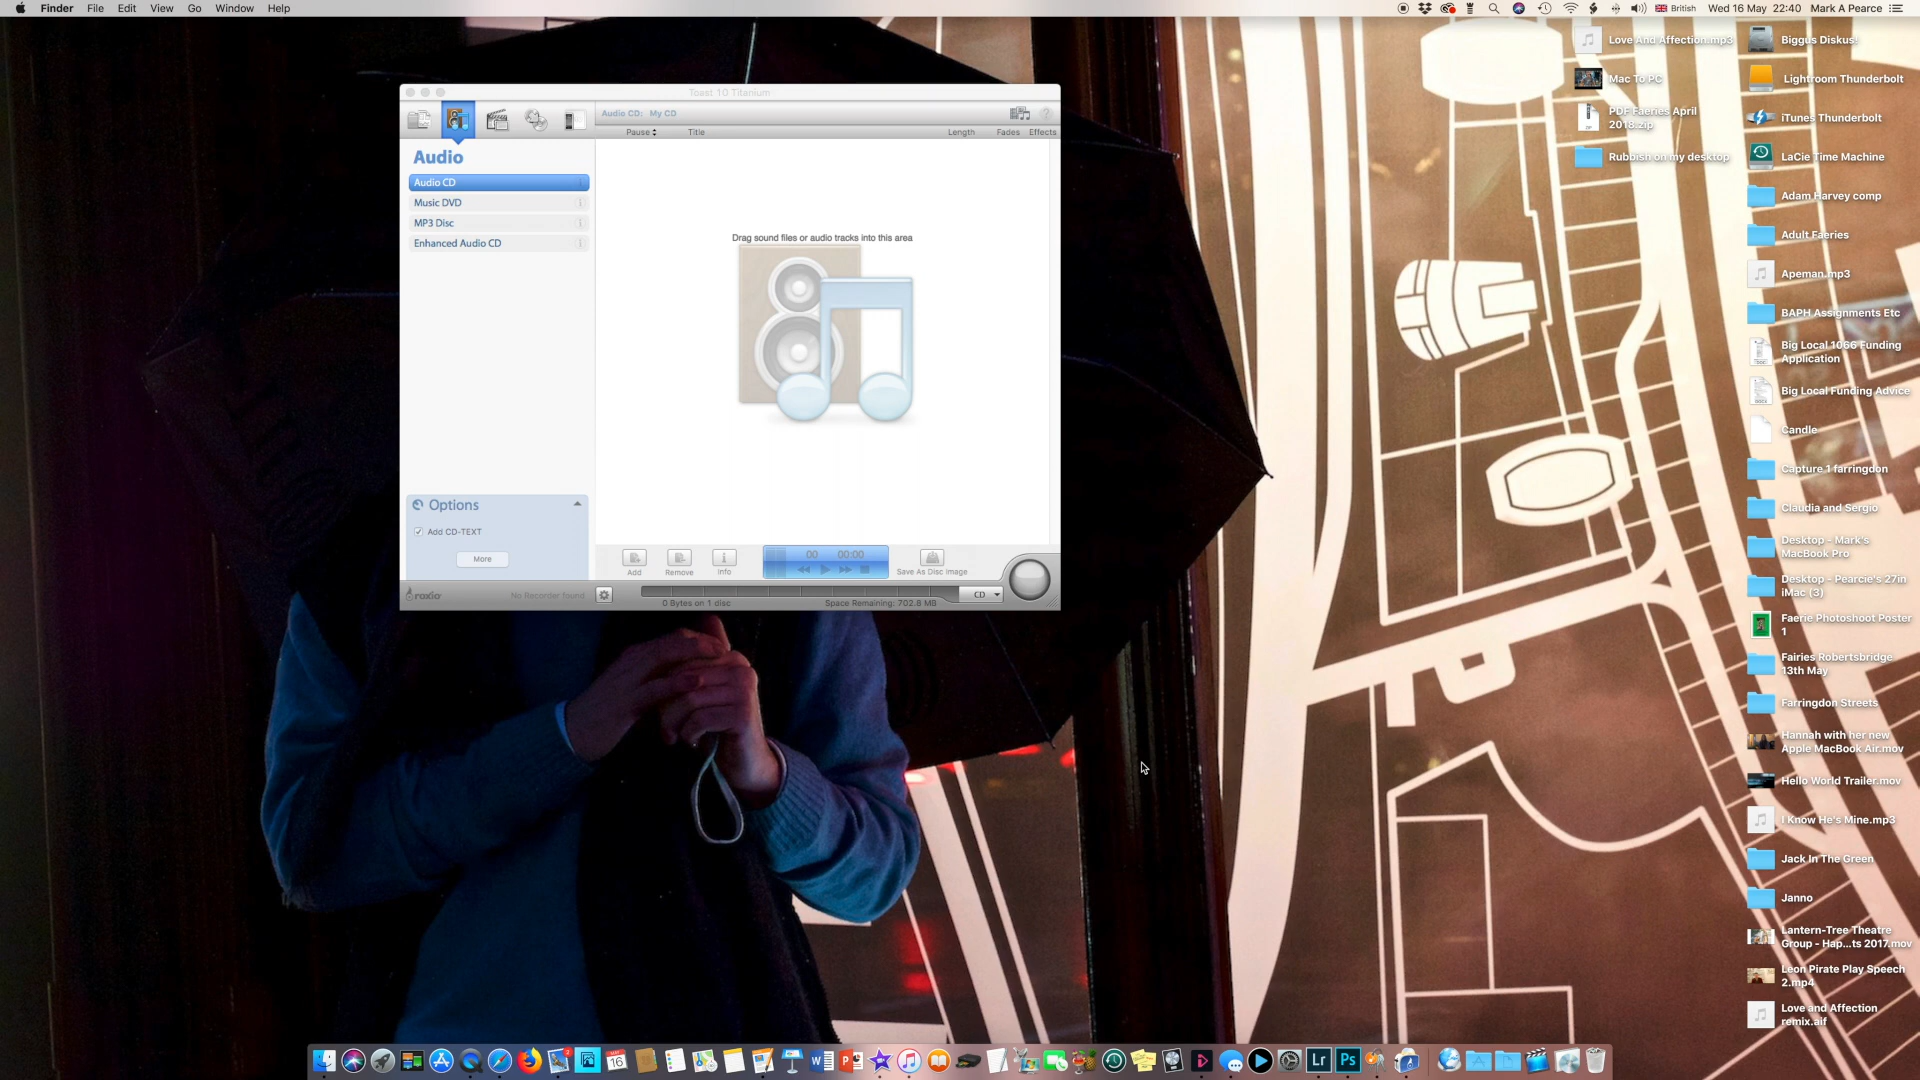 Finder File Edit View Go Window Help
British Wed 16 May 22:40 Mark A Pearce
Toast 10 Titanium
Audio CD: My CD
Pause Title Length Fades Effects
Audio
Audio CD
Music DVD
MP3 Disc
Enhanced Audio CD
Drag sound files or audio tracks into this area
Options
Add CD-TEXT
More
Add
Remove
Info
00 00:00
Save As Disc Image
roxio
No Recorder found
CD
0 Bytes on 1 disc
Space Remaining: 702.8 MB
Love And Affection.mp3
Mac To PC
PDF Faeries April
2018.zip
Rubbish on my desktop
Biggus Diskus!
Lightroom Thunderbolt
iTunes Thunderbolt
LaCie Time Machine
Adam Harvey comp
Adult Faeries
Apeman.mp3
BAPH Assignments Etc
Big Local 1066 Funding
Application
Big Local Funding Advice
Candle
Capture 1 farringdon
Claudia and Sergio
Desktop - Mark's
MacBook Pro
Desktop - Pearcie's 27in
iMac (3)
Faerie Photoshoot Poster
1
Fairies Robertsbridge
13th May
Farringdon Streets
Hannah with her new
Apple MacBook Air.mov
Hello World Trailer.mov
I Know He's Mine.mp3
Jack In The Green
Janno
Lantern-Tree Theatre
Group - Hap...ts 2017.mov
Leon Pirate Play Speech
2.mp4
Love and Affection
remix.aif
16
Lr
Ps